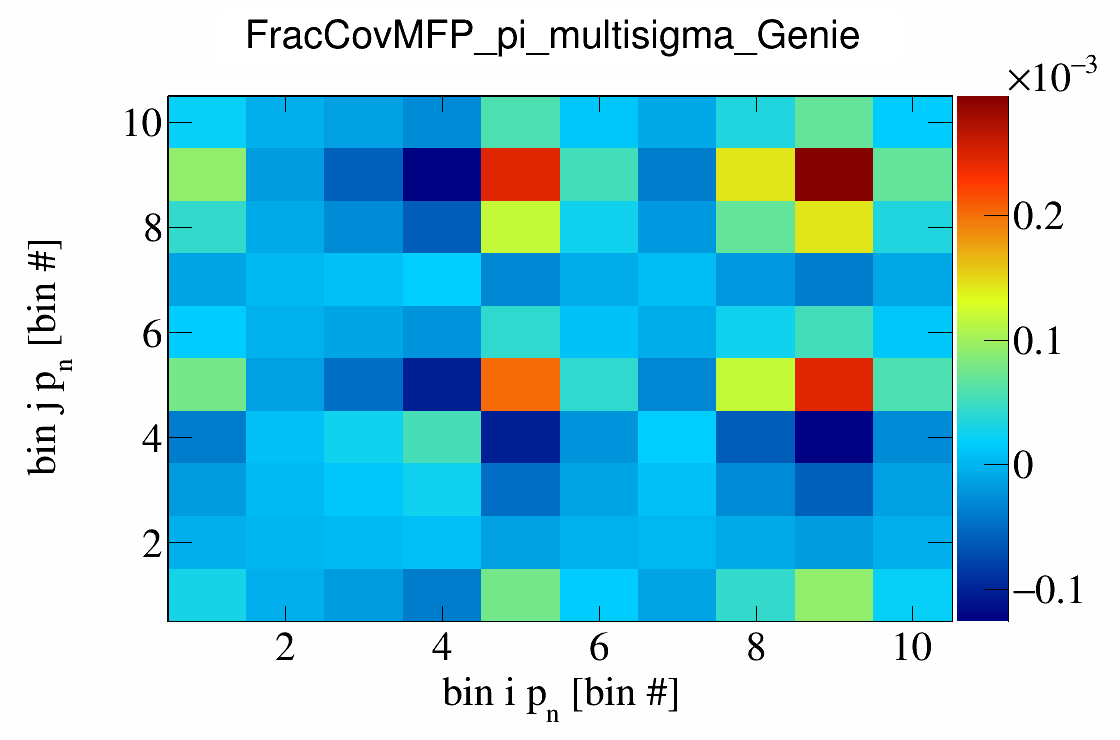 FracCovMFP_pi_multisigma_Genie
×10⁻³
10
8
6
4
2
0.2
0.1
0
−0.1
2 4 6 8 10
bin j pₙ [bin #]
bin i pₙ [bin #]